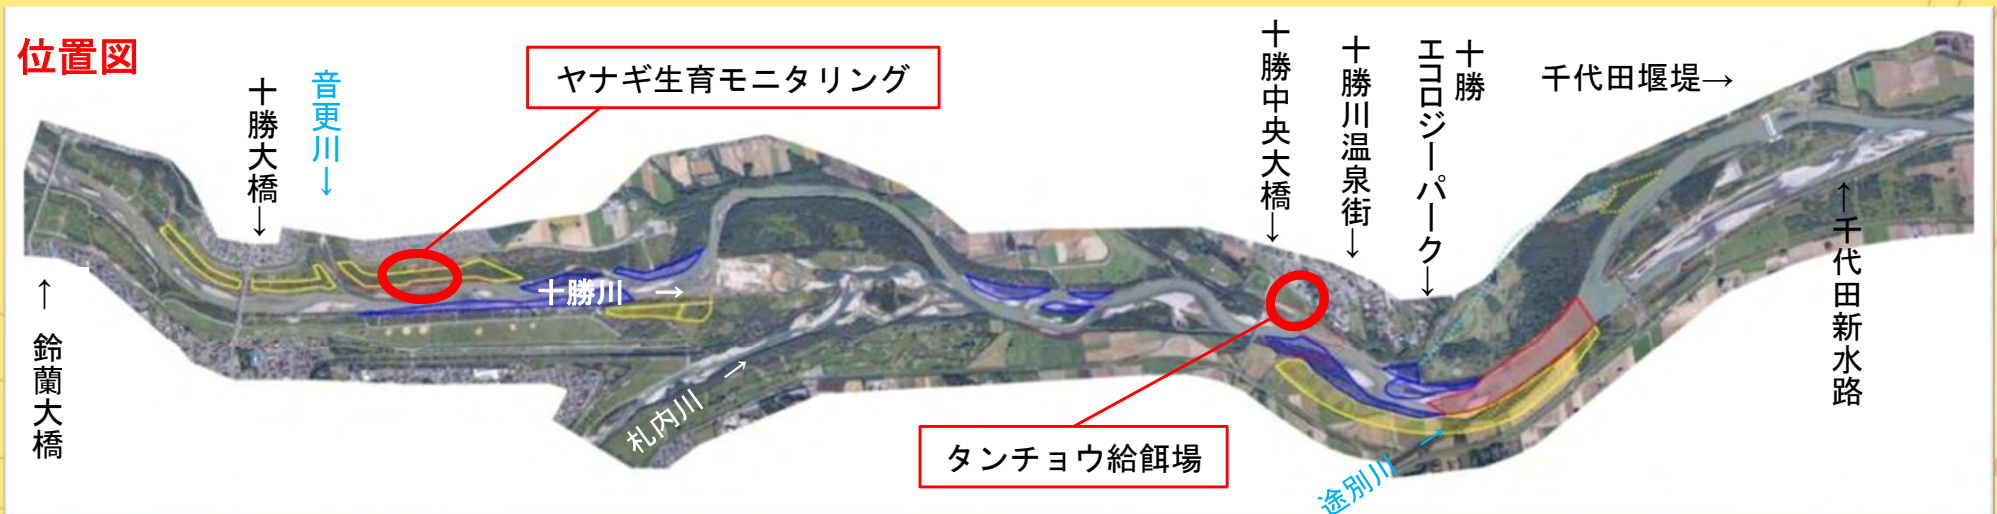 位置図
十勝大橋↓
音更川→
ヤナギ生育モニタリング
十勝中央大橋→
十勝川温泉街→
十勝
エコロジーパーク→
千代田堰堤→
十勝川 →
札内川 →
↑鈴蘭大橋
タンチョウ給餌場
途別川 →
←千代田新水路